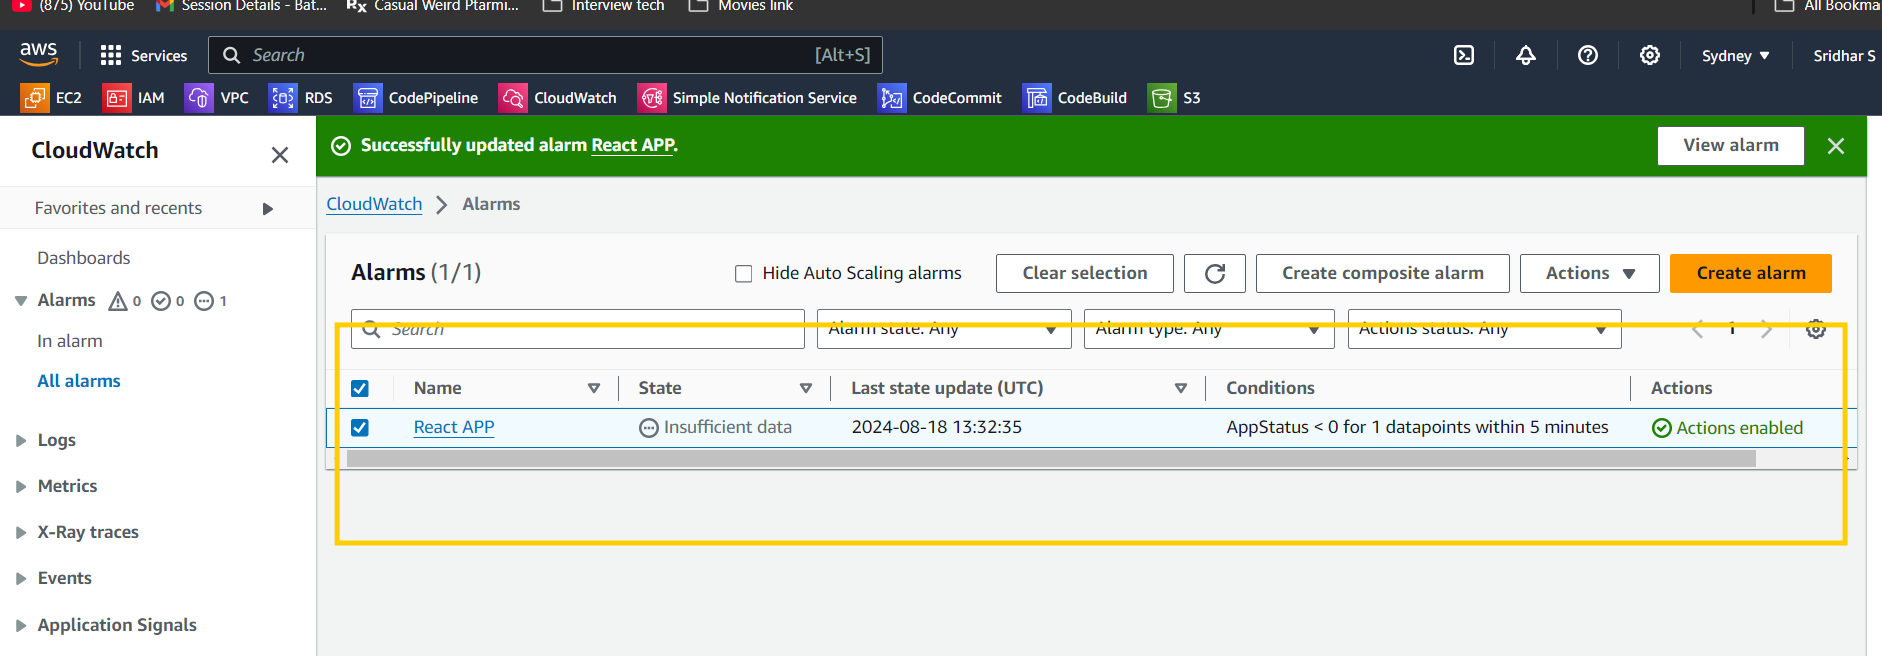 (875) YouTube Session Details - Bat... Rx Casual Weird Ptarmi... Interview tech Movies link All Bookma
aws Services Search [Alt+S] Sydney Sridhar S
EC2 IAM VPC RDS CodePipeline CloudWatch Simple Notification Service CodeCommit CodeBuild S3
CloudWatch
Favorites and recents
Dashboards
Alarms 0 0 1
In alarm
All alarms
Logs
Metrics
X-Ray traces
Events
Application Signals
Successfully updated alarm React APP. View alarm
CloudWatch Alarms
Alarms (1/1) Hide Auto Scaling alarms Clear selection Create composite alarm Actions Create alarm
Search Alarm state: Any Alarm type: Any Actions status: Any 1
Name State Last state update (UTC) Conditions Actions
React APP Insufficient data 2024-08-18 13:32:35 AppStatus < 0 for 1 datapoints within 5 minutes Actions enabled